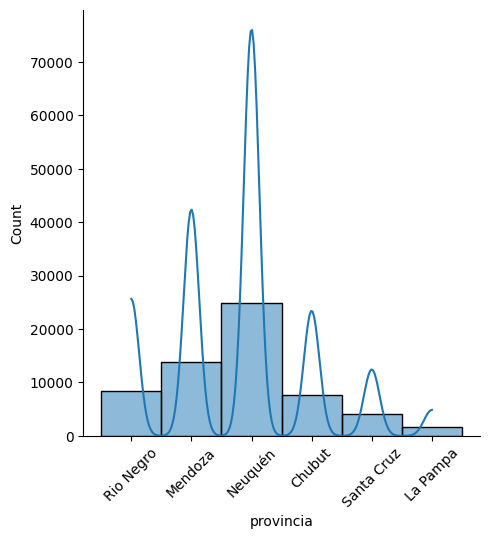 70000
60000
50000
40000
30000
20000
10000
0
Count
Rio Negro
Mendoza
Neuquén
Chubut
Santa Cruz
La Pampa
provincia